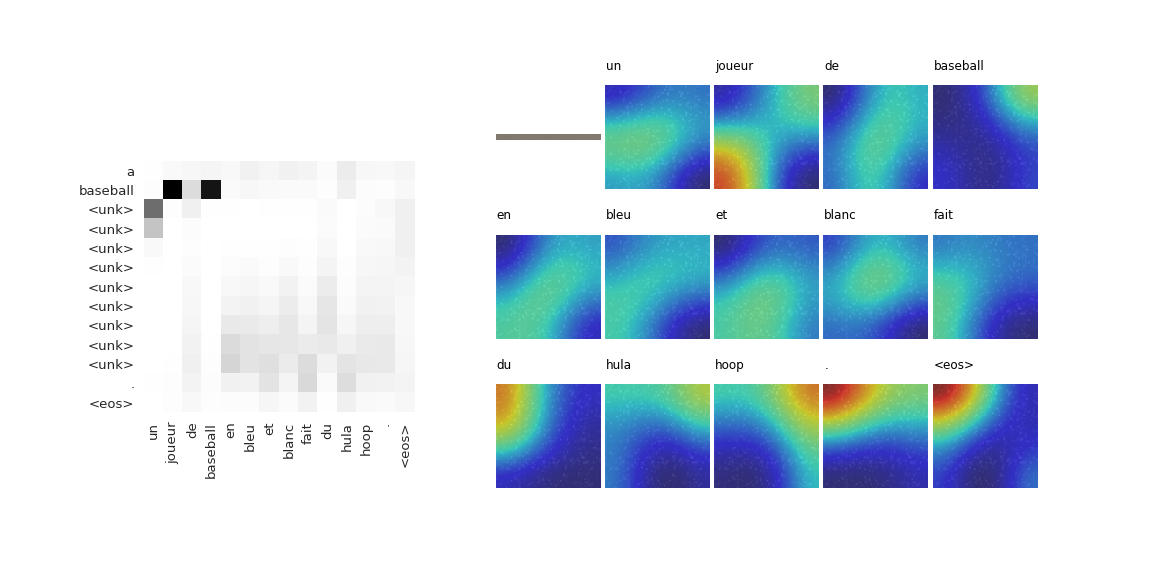 a
baseball
<unk>
<unk>
<unk>
<unk>
<unk>
<unk>
<unk>
<unk>
<unk>
.
<eos>
un joueur de baseball en bleu et blanc fait du hula hoop . <eos>
un joueur de baseball
en bleu et blanc fait
du hula hoop . <eos>